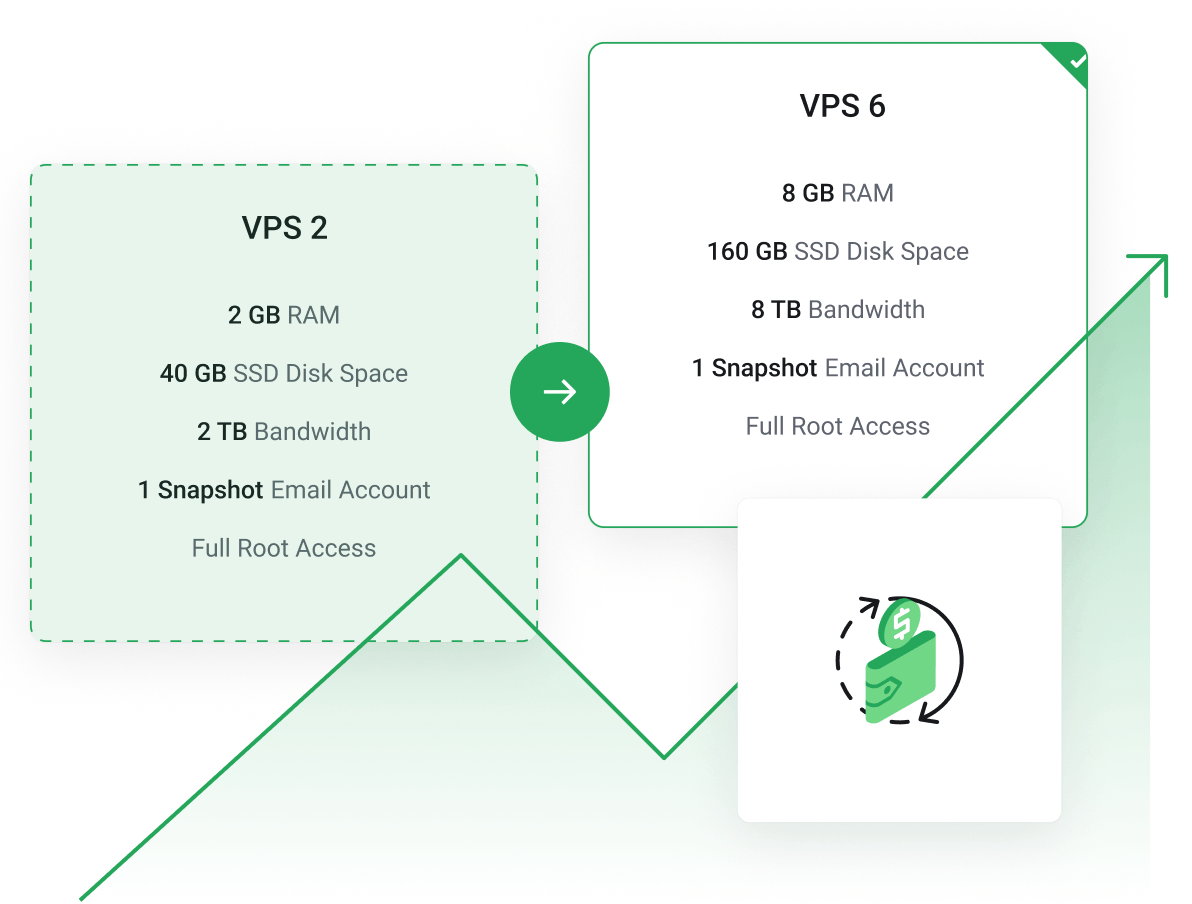 VPS 2
2 GB RAM
40 GB SSD Disk Space
2 TB Bandwidth
1 Snapshot Email Account
Full Root Access
VPS 6
8 GB RAM
160 GB SSD Disk Space
8 TB Bandwidth
1 Snapshot Email Account
Full Root Access
$